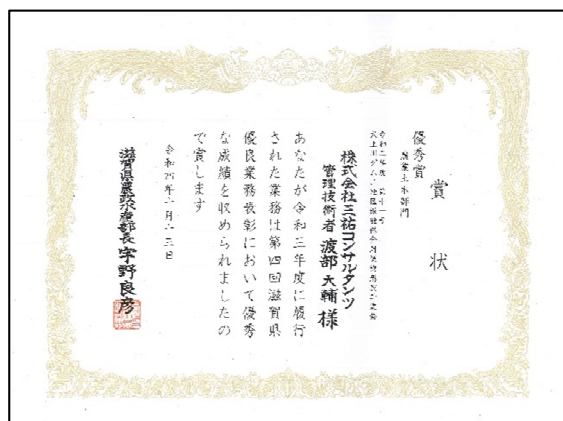 賞状
優秀賞
農業土木部門
株式会社三祐コンサルタンツ
管理技術者 渡部大輔 様
あなたが令和三年度に履行
された業務は第四回滋賀県
優良業務表彰において優秀
な成績を収められましたの
で賞します
滋賀県農政水産部長 宇野良彦